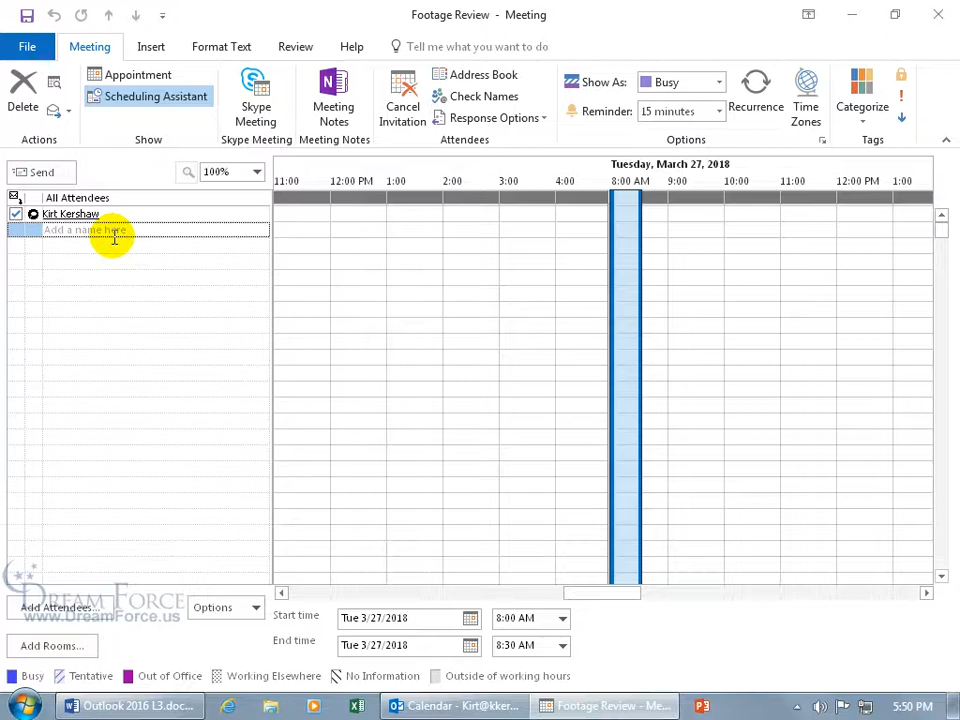 Footage Review - Meeting
File Meeting Insert Format Text Review Help Tell me what you want to do
Delete
Appointment
Scheduling Assistant
Skype Meeting
Meeting Notes
Cancel Invitation
Address Book
Check Names
Response Options
Show As: Busy
Reminder: 15 minutes
Recurrence
Time Zones
Categorize
Actions Show Skype Meeting Meeting Notes Attendees Options Tags
Send 100%
Tuesday, March 27, 2018
11:00 12:00 PM 1:00 2:00 3:00 4:00 8:00 AM 9:00 10:00 11:00 12:00 PM 1:00
All Attendees
Kirt Kershaw
Add a name here
DREAM FORCE
www.DreamForce.us
Add Attendees... Options
Start time Tue 3/27/2018 8:00 AM
End time Tue 3/27/2018 8:30 AM
Add Rooms...
Busy Tentative Out of Office Working Elsewhere No Information Outside of working hours
Outlook 2016 L3.doc... Calendar - Kirt@kker... Footage Review - Me... 5:50 PM